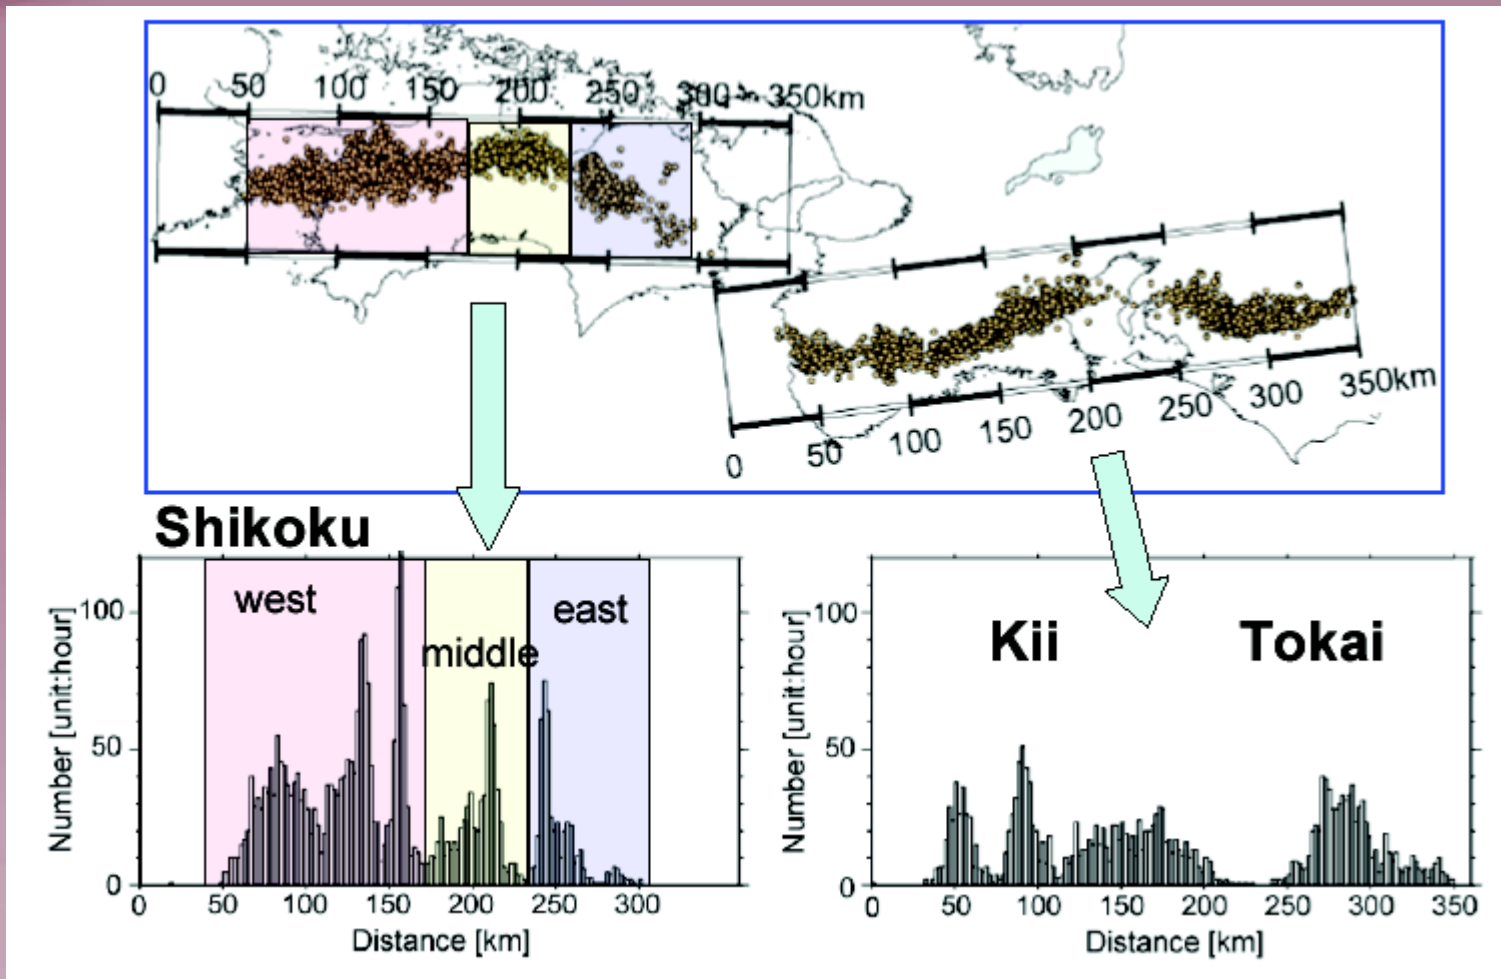 0 50 100 150 200 250 300 350km
0 50 100 150 200 250 300 350km
Shikoku
west
middle
east
Number [unit:hour]
100
50
0
0 50 100 150 200 250 300
Distance [km]
Kii
Tokai
Number [unit:hour]
100
50
0
0 50 100 150 200 250 300 350
Distance [km]